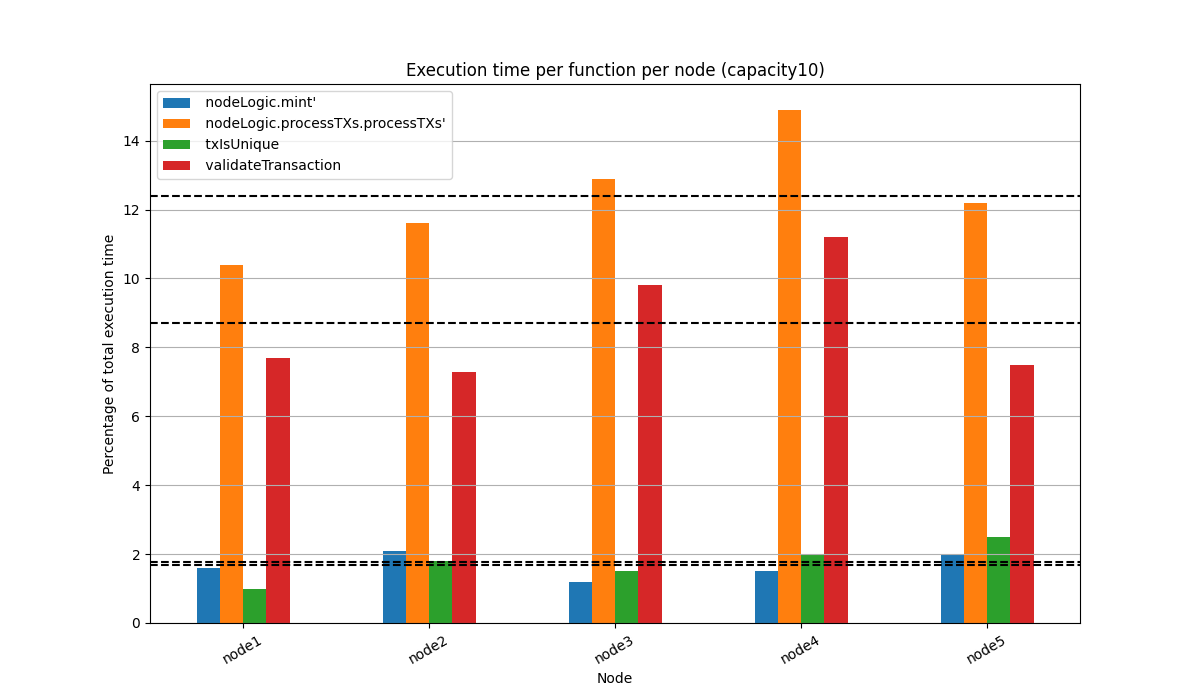 Execution time per function per node (capacity10)
nodeLogic.mint'
nodeLogic.processTXs.processTXs'
txIsUnique
validateTransaction
Percentage of total execution time
14
12
10
8
6
4
2
0
node1
node2
node3
node4
node5
Node